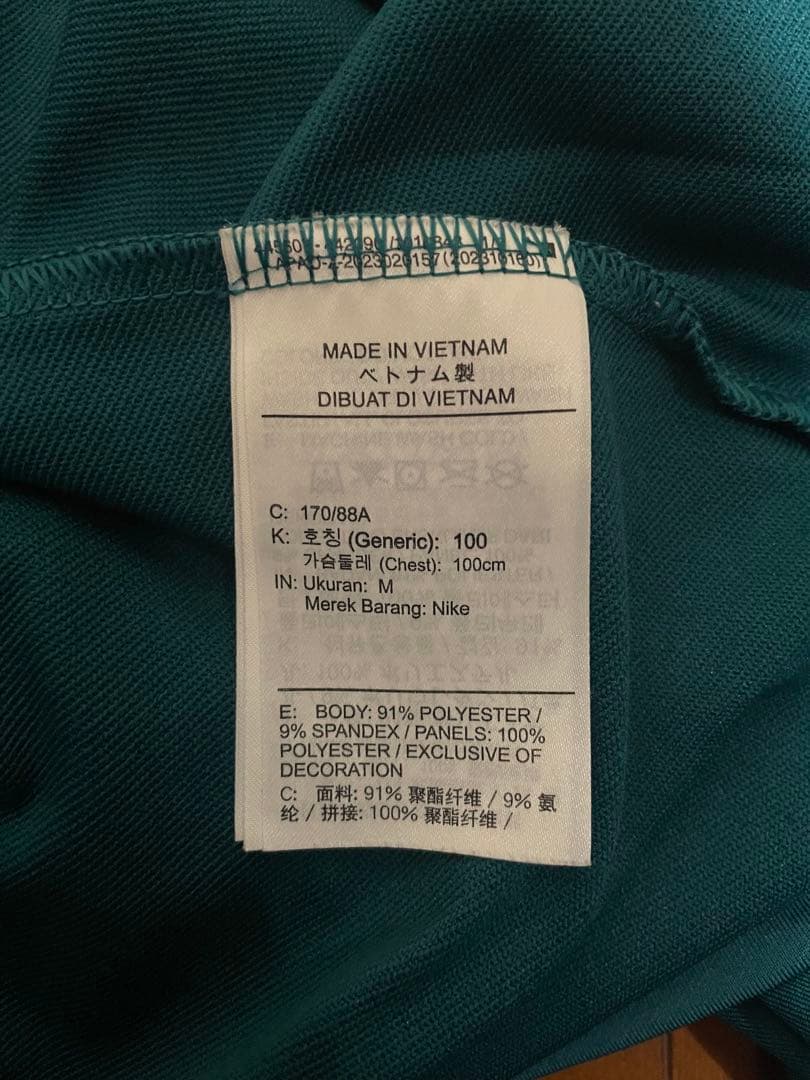 MADE IN VIETNAM
ベトナム製
DIBUAT DI VIETNAM
C: 170/88A
K: 호칭 (Generic): 100
가슴둘레 (Chest): 100cm
IN: Ukuran: M
Merek Barang: Nike
E: BODY: 91% POLYESTER /
9% SPANDEX / PANELS: 100%
POLYESTER / EXCLUSIVE OF
DECORATION
C: 面料: 91% 聚酯纤维 / 9% 氨
纶 / 拼接: 100% 聚酯纤维 /